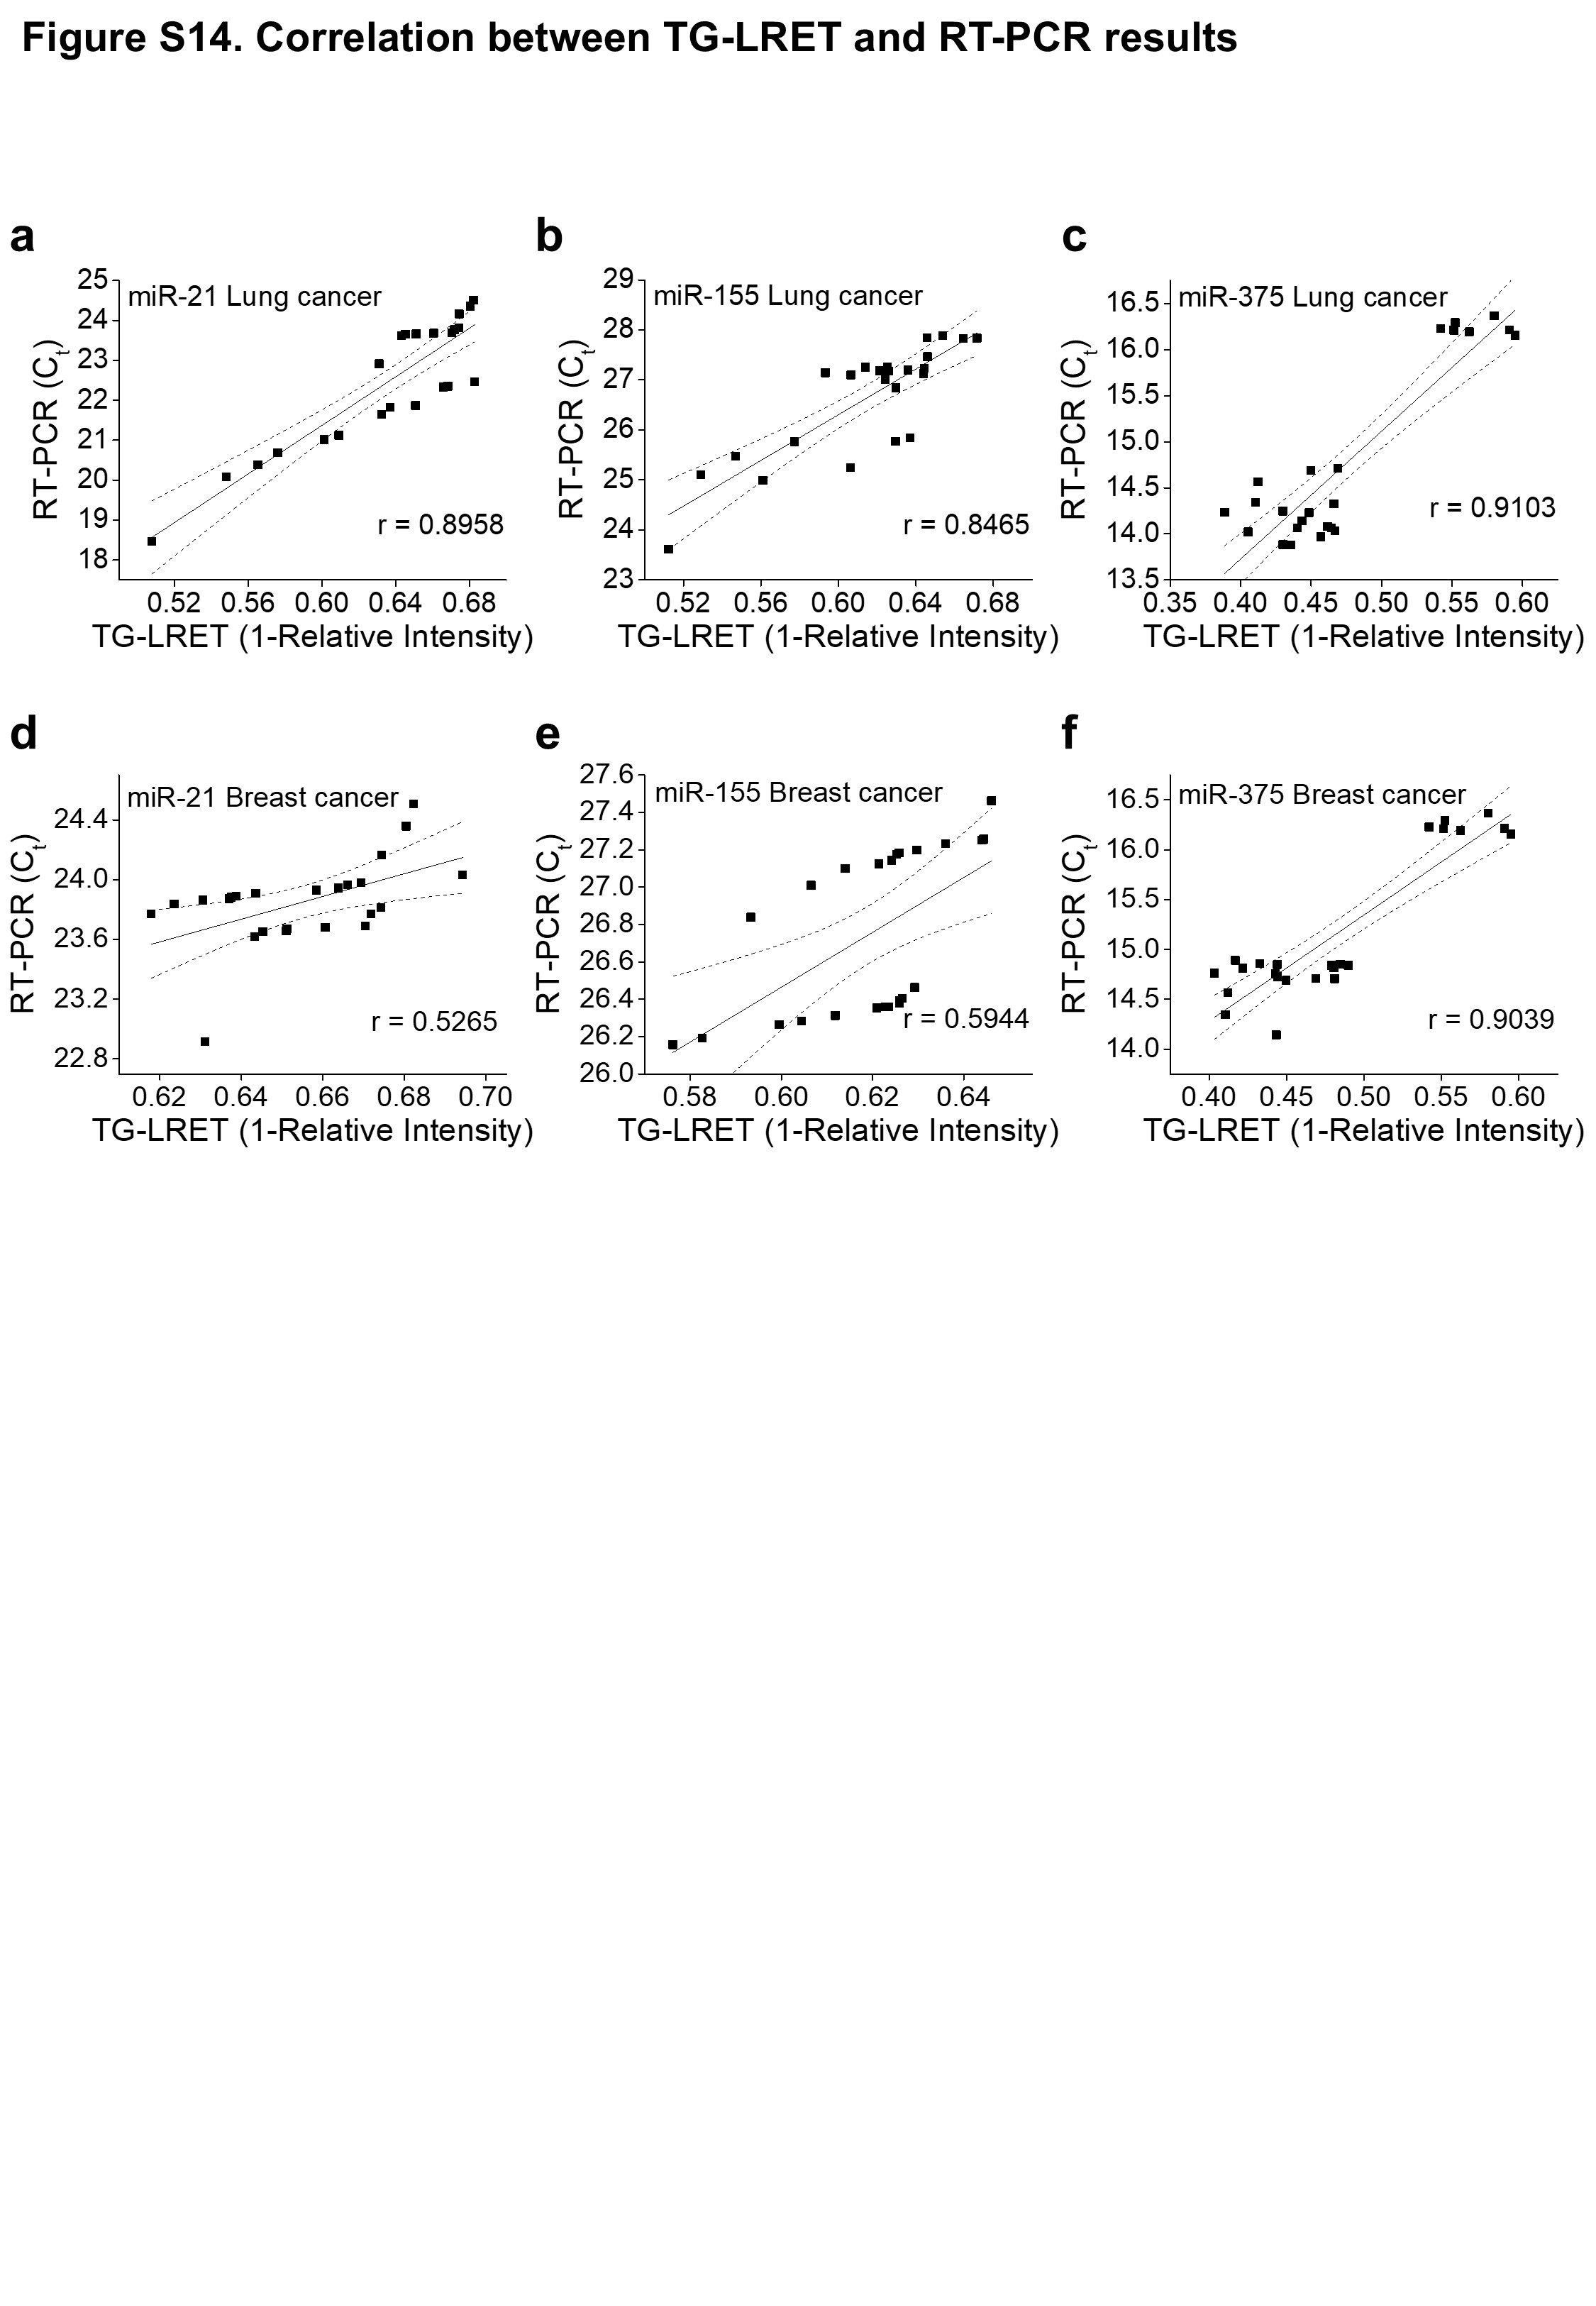 Figure S14. Correlation between TG-LRET and RT-PCR results
a
miR-21 Lung cancer
RT-PCR (Ct)
25
24
23
22
21
20
19
18
r = 0.8958
0.52 0.56 0.60 0.64 0.68
TG-LRET (1-Relative Intensity)
b
miR-155 Lung cancer
RT-PCR (Ct)
29
28
27
26
25
24
23
r = 0.8465
0.52 0.56 0.60 0.64 0.68
TG-LRET (1-Relative Intensity)
c
miR-375 Lung cancer
RT-PCR (Ct)
16.5
16.0
15.5
15.0
14.5
14.0
13.5
r = 0.9103
0.35 0.40 0.45 0.50 0.55 0.60
TG-LRET (1-Relative Intensity)
d
miR-21 Breast cancer
RT-PCR (Ct)
24.4
24.0
23.6
23.2
22.8
r = 0.5265
0.62 0.64 0.66 0.68 0.70
TG-LRET (1-Relative Intensity)
e
miR-155 Breast cancer
RT-PCR (Ct)
27.6
27.4
27.2
27.0
26.8
26.6
26.4
26.2
26.0
r = 0.5944
0.58 0.60 0.62 0.64
TG-LRET (1-Relative Intensity)
f
miR-375 Breast cancer
RT-PCR (Ct)
16.5
16.0
15.5
15.0
14.5
14.0
r = 0.9039
0.40 0.45 0.50 0.55 0.60
TG-LRET (1-Relative Intensity)